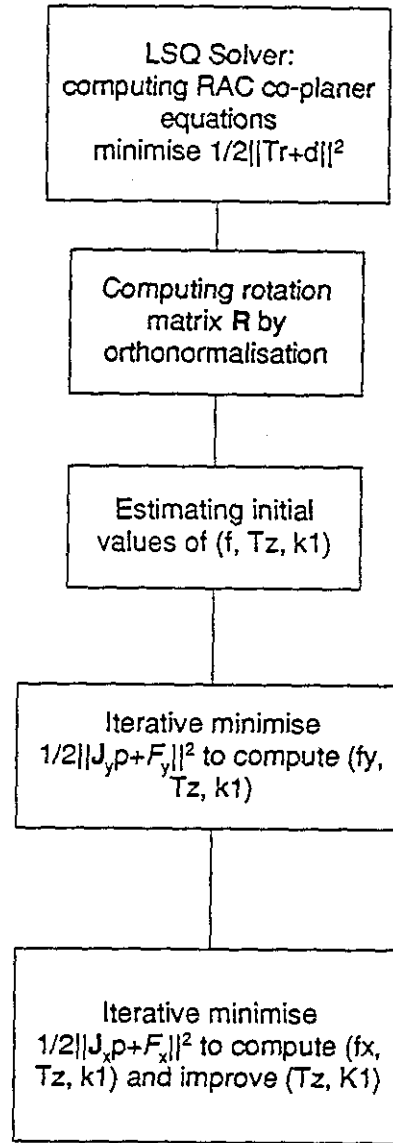 LSQ Solver:
computing RAC co-planer
equations
minimise 1/2||Tr+d||²
Computing rotation
matrix R by
orthonormalisation
Estimating initial
values of (f, Tz, k1)
Iterative minimise
1/2||Jyp+Fy||² to compute (fy,
Tz, k1)
Iterative minimise
1/2||Jxp+Fx||² to compute (fx,
Tz, k1) and improve (Tz, K1)